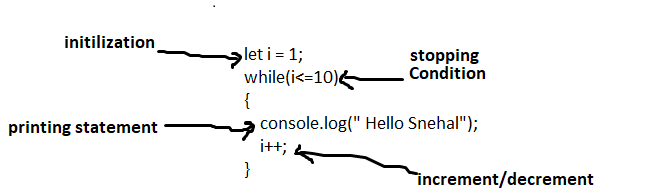 initilization
let i = 1;
stopping
Condition
while(i<=10)
{
printing statement
console.log(" Hello Snehal");
i++;
}
increment/decrement